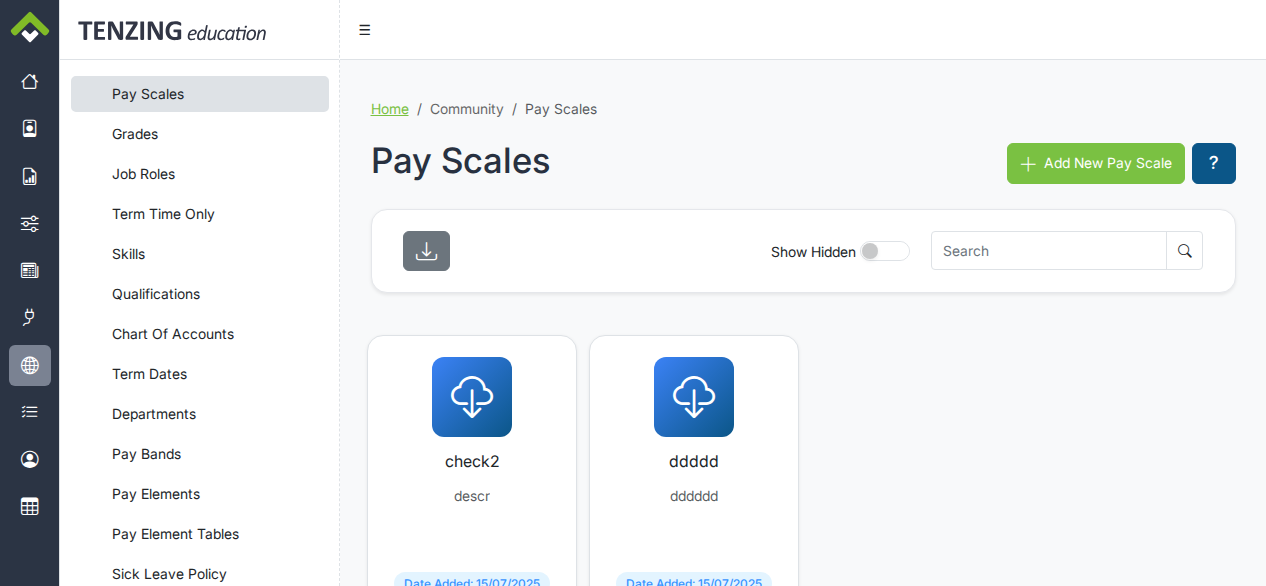 TENZING education
Pay Scales
Grades
Job Roles
Term Time Only
Skills
Qualifications
Chart Of Accounts
Term Dates
Departments
Pay Bands
Pay Elements
Pay Element Tables
Sick Leave Policy
Home / Community / Pay Scales
Pay Scales
Add New Pay Scale
?
Show Hidden
Search
check2
descr
Date Added: 15/07/2025
ddddd
dddddd
Date Added: 15/07/2025